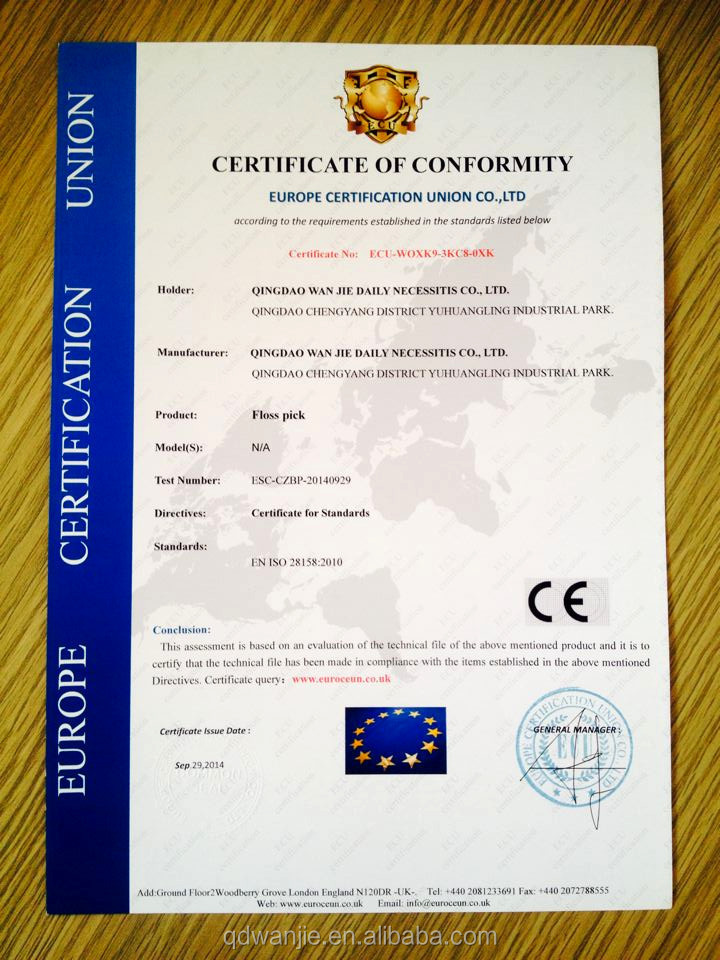 EUROPE CERTIFICATION UNION
ECU
CERTIFICATE OF CONFORMITY
EUROPE CERTIFICATION UNION CO.,LTD
according to the requirements established in the standards listed below
Certificate No: ECU-WOXK9-3KC8-0XK
Holder: QINGDAO WAN JIE DAILY NECESSITIS CO., LTD.
QINGDAO CHENGYANG DISTRICT YUHUANGLING INDUSTRIAL PARK.
Manufacturer: QINGDAO WAN JIE DAILY NECESSITIS CO., LTD.
QINGDAO CHENGYANG DISTRICT YUHUANGLING INDUSTRIAL PARK.
Product: Floss pick
Model(S): N/A
Test Number: ESC-CZBP-20140929
Directives: Certificate for Standards
Standards:
EN ISO 28158:2010
CE
Conclusion:
This assessment is based on an evaluation of the technical file of the above mentioned product and it is to
certify that the technical file has been made in compliance with the items established in the above mentioned
Directives. Certificate query: www.euroceun.co.uk
Certificate Issue Date :
GENERAL MANAGER :
EUROPE CERTIFICATION UNION CO. LTD
ECU
Sep.29,2014
COMMON SEAL
Add:Ground Floor2Woodberry Grove London England N120DR -UK-. Tel: +440 2081233691 Fax: +440 2072788555
Web: www.euroceun.co.uk Email: info@euroceun.co.uk
qdwanjie.en.alibaba.com